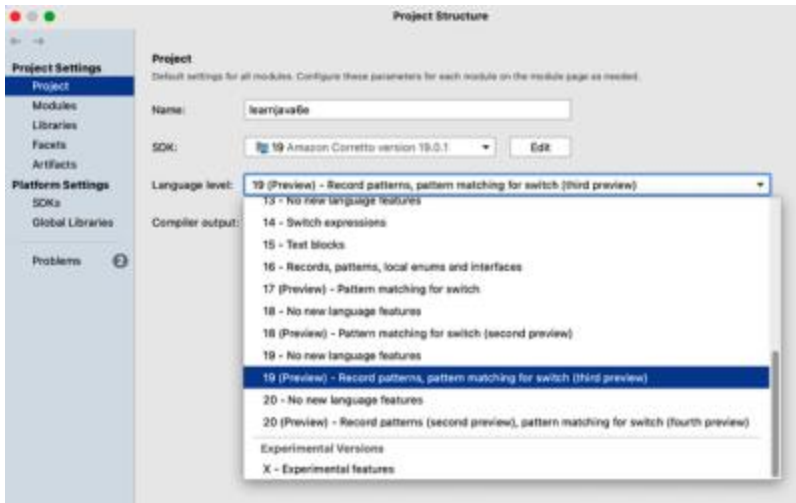 Project Structure
Project Settings
Project
Modules
Libraries
Facets
Artifacts
Platform Settings
SDKs
Global Libraries
Problems 2
Project
Default settings for all modules. Configure these parameters for each module on the module page as needed.
Name: learnjava6e
SDK: 19 Amazon Corretto version 19.0.1 Edit
Language level: 19 (Preview) - Record patterns, pattern matching for switch (third preview)
Compiler output:
13 - No new language features
14 - Switch expressions
15 - Text blocks
16 - Records, patterns, local enums and interfaces
17 (Preview) - Pattern matching for switch
18 - No new language features
18 (Preview) - Pattern matching for switch (second preview)
19 - No new language features
19 (Preview) - Record patterns, pattern matching for switch (third preview)
20 - No new language features
20 (Preview) - Record patterns (second preview), pattern matching for switch (fourth preview)
Experimental Versions
X - Experimental features